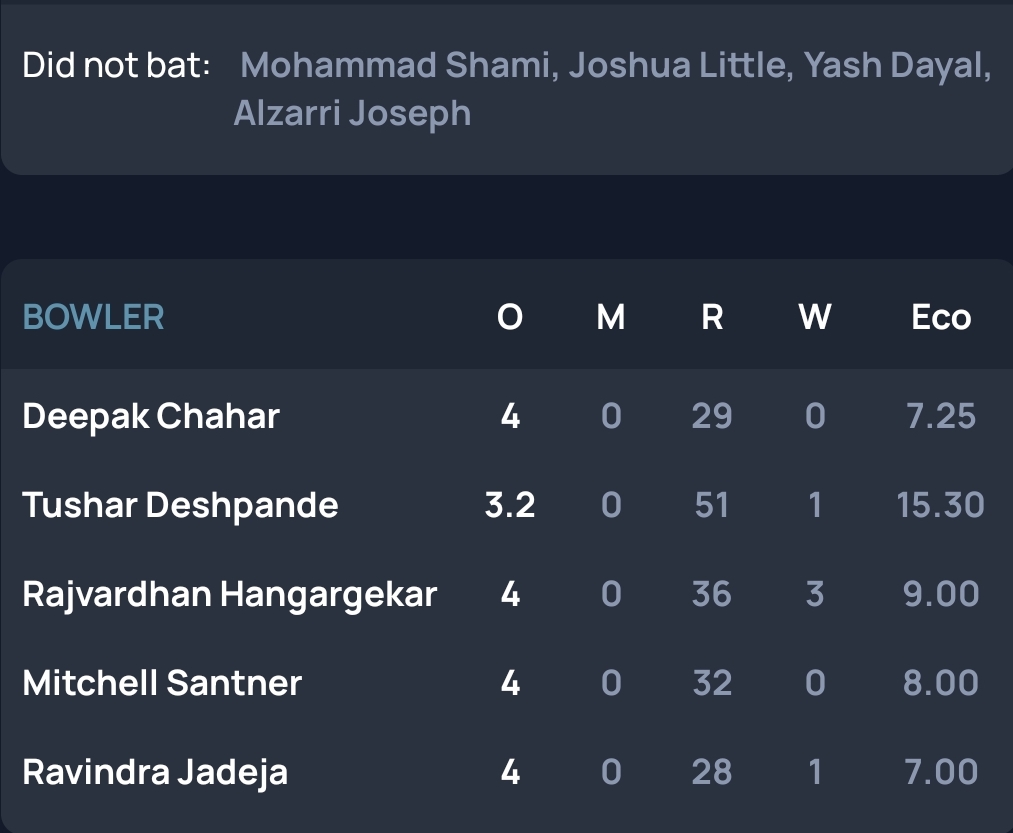 Did not bat: Mohammad Shami, Joshua Little, Yash Dayal,
Alzarri Joseph
BOWLER O M R W Eco
Deepak Chahar 4 0 29 0 7.25
Tushar Deshpande 3.2 0 51 1 15.30
Rajvardhan Hangargekar 4 0 36 3 9.00
Mitchell Santner 4 0 32 0 8.00
Ravindra Jadeja 4 0 28 1 7.00